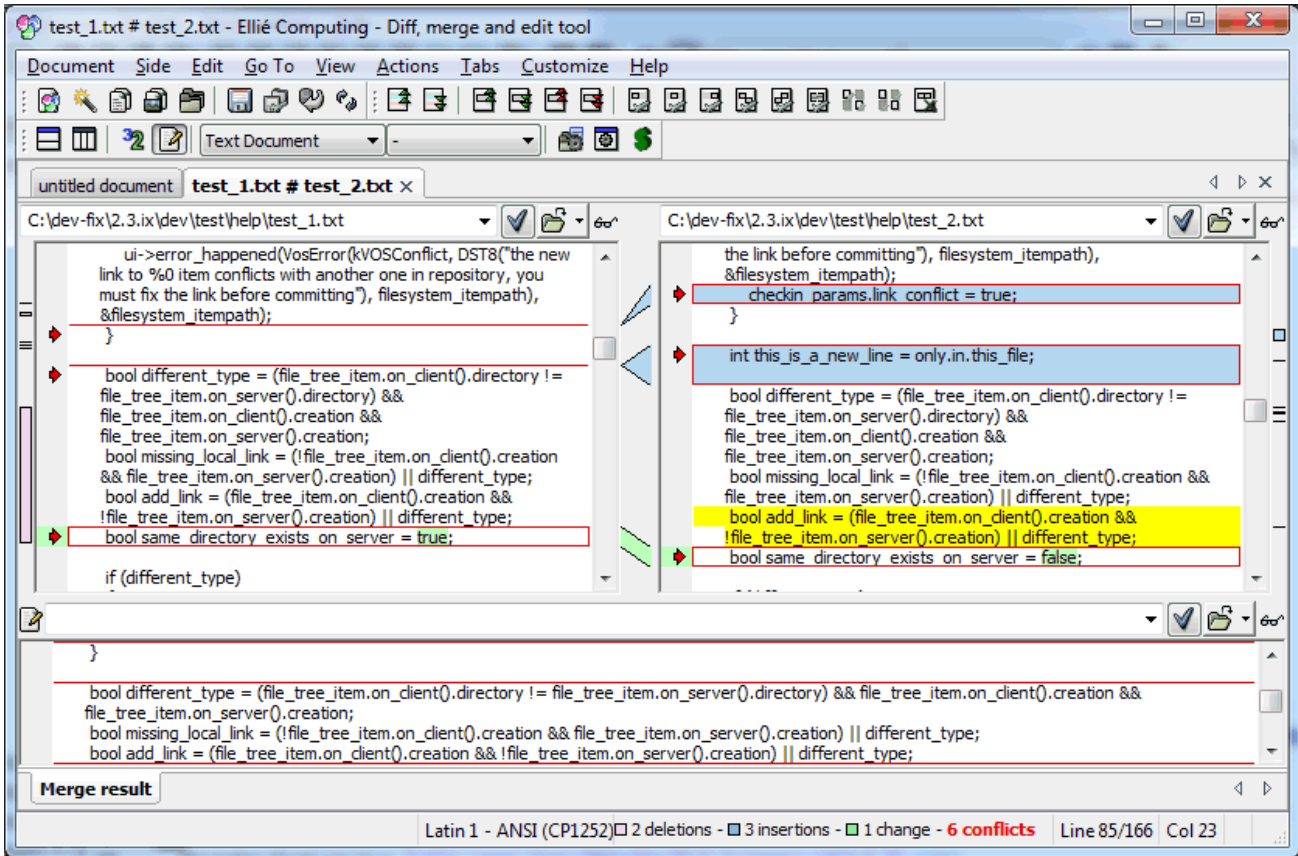 test_1.txt # test_2.txt - Ellié Computing - Diff, merge and edit tool
Document Side Edit Go To View Actions Tabs Customize Help
32 Text Document -
untitled document test_1.txt # test_2.txt
C:\dev-fix\2.3.ix\dev\test\help\test_1.txt
ui->error_happened(VosError(kVOSConflict, DST8("the new
link to %0 item conflicts with another one in repository, you
must fix the link before committing"), filesystem_itempath),
&filesystem_itempath);
}
bool different_type = (file_tree_item.on_client().directory !=
file_tree_item.on_server().directory) &&
file_tree_item.on_client().creation &&
file_tree_item.on_server().creation;
bool missing_local_link = (!file_tree_item.on_client().creation
&& file_tree_item.on_server().creation) || different_type;
bool add_link = (file_tree_item.on_client().creation &&
!file_tree_item.on_server().creation) || different_type;
bool same_directory_exists_on_server = true;
if (different_type)
C:\dev-fix\2.3.ix\dev\test\help\test_2.txt
the link before committing"), filesystem_itempath),
&filesystem_itempath);
checkin_params.link_conflict = true;
}
int this_is_a_new_line = only.in.this_file;
bool different_type = (file_tree_item.on_client().directory !=
file_tree_item.on_server().directory) &&
file_tree_item.on_client().creation &&
file_tree_item.on_server().creation;
bool missing_local_link = (!file_tree_item.on_client().creation &&
file_tree_item.on_server().creation) || different_type;
bool add_link = (file_tree_item.on_client().creation &&
!file_tree_item.on_server().creation) || different_type;
bool same_directory_exists_on_server = false;
}
bool different_type = (file_tree_item.on_client().directory != file_tree_item.on_server().directory) && file_tree_item.on_client().creation &&
file_tree_item.on_server().creation;
bool missing_local_link = (!file_tree_item.on_client().creation && file_tree_item.on_server().creation) || different_type;
bool add_link = (file_tree_item.on_client().creation && !file_tree_item.on_server().creation) || different_type;
Merge result
Latin 1 - ANSI (CP1252) 2 deletions - 3 insertions - 1 change - 6 conflicts Line 85/166 Col 23